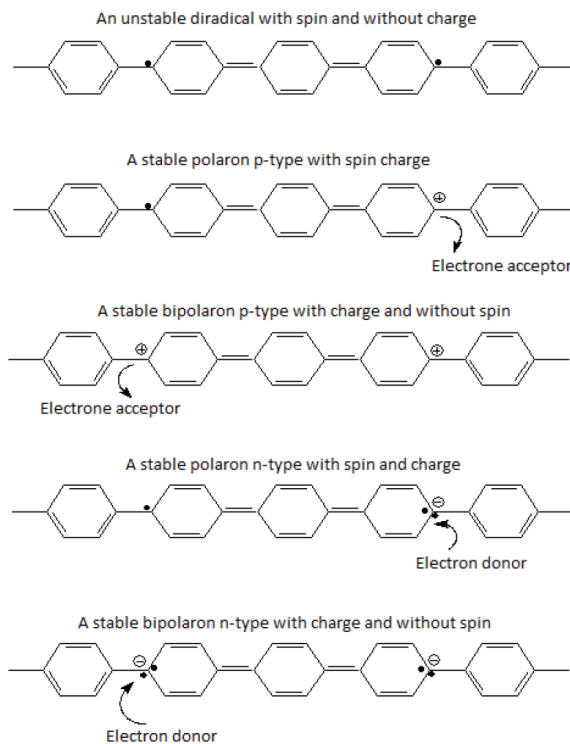 An unstable diradical with spin and without charge
A stable polaron p-type with spin charge
⊕
Electrone acceptor
A stable bipolaron p-type with charge and without spin
⊕ ⊕
Electrone acceptor
A stable polaron n-type with spin and charge
⊖
Electron donor
A stable bipolaron n-type with charge and without spin
⊖ ⊖
Electron donor